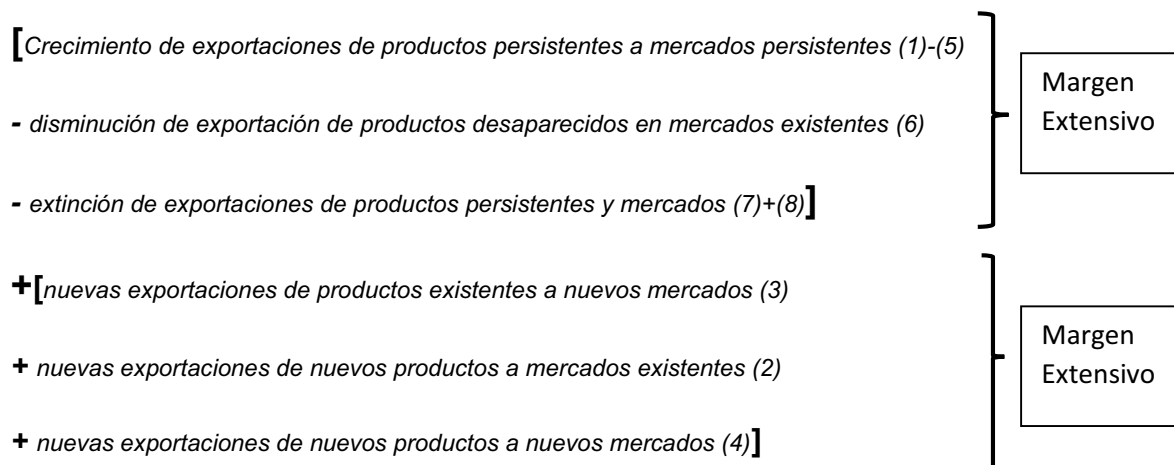 [Crecimiento de exportaciones de productos persistentes a mercados persistentes (1)-(5)
- disminución de exportación de productos desaparecidos en mercados existentes (6)
- extinción de exportaciones de productos persistentes y mercados (7)+(8)]
Margen
Extensivo
+[nuevas exportaciones de productos existentes a nuevos mercados (3)
+ nuevas exportaciones de nuevos productos a mercados existentes (2)
+ nuevas exportaciones de nuevos productos a nuevos mercados (4)]
Margen
Extensivo